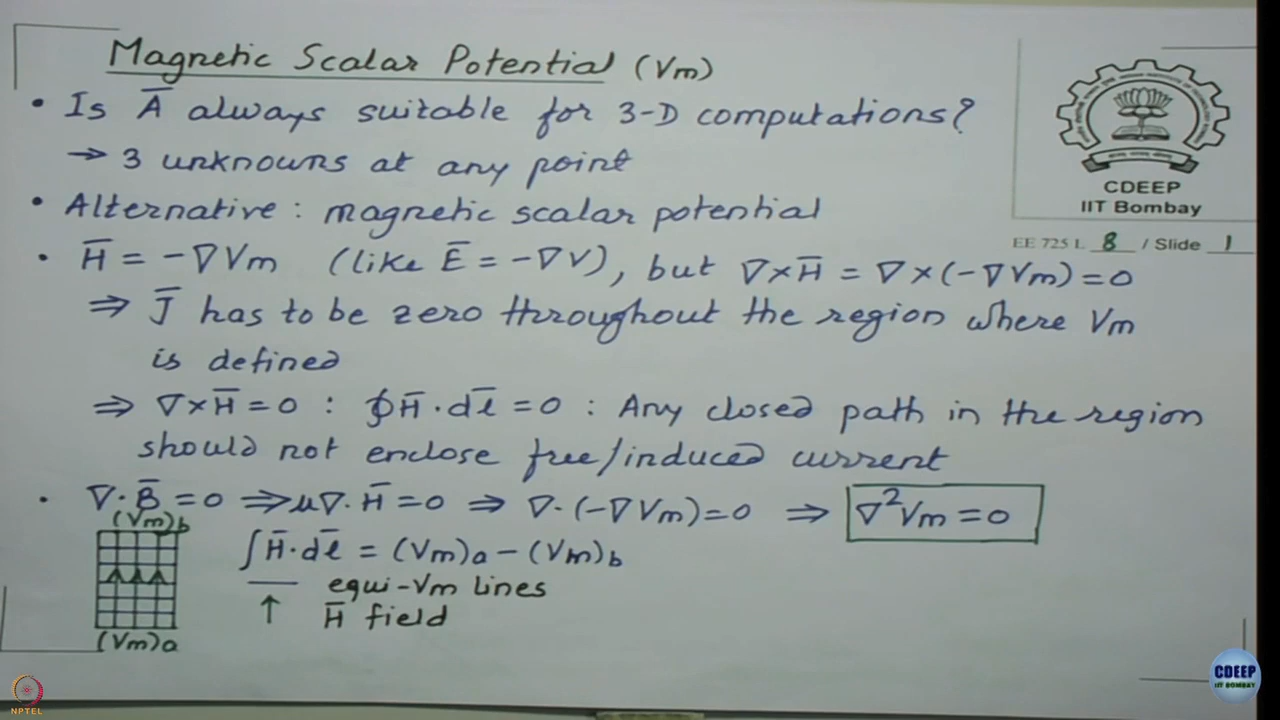 Magnetic Scalar Potential (Vm)
• Is A̅ always suitable for 3-D computations?
→ 3 unknowns at any point
• Alternative: magnetic scalar potential
• H̅ = -∇Vm (like E̅ = -∇V), but ∇×H̅ = ∇×(-∇Vm) = 0
⇒ J̅ has to be zero throughout the region where Vm
is defined
⇒ ∇×H̅ = 0 : ∮H̅·dl̅ = 0 : Any closed path in the region
should not enclose free/induced current
• ∇·B̅ = 0 ⇒ μ∇·H̅ = 0 ⇒ ∇·(-∇Vm) = 0 ⇒ ∇²Vm = 0
(Vm)b
∫H̅·dl̅ = (Vm)a - (Vm)b
— equi-Vm lines
↑ H̅ field
(Vm)a
CDEEP
IIT Bombay
EE 725 L 8 / Slide 1
NPTEL
CDEEP
IIT BOMBAY